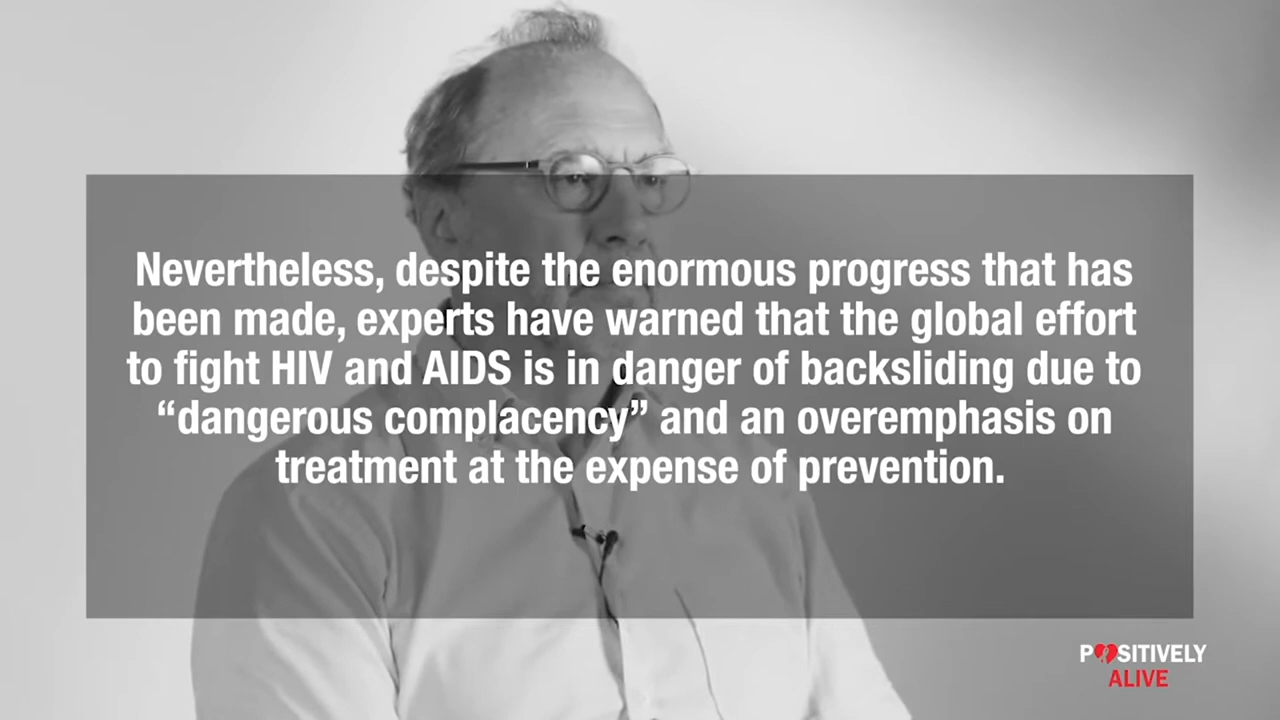 Nevertheless, despite the enormous progress that has
been made, experts have warned that the global effort
to fight HIV and AIDS is in danger of backsliding due to
“dangerous complacency” and an overemphasis on
treatment at the expense of prevention.
POSITIVELY
ALIVE